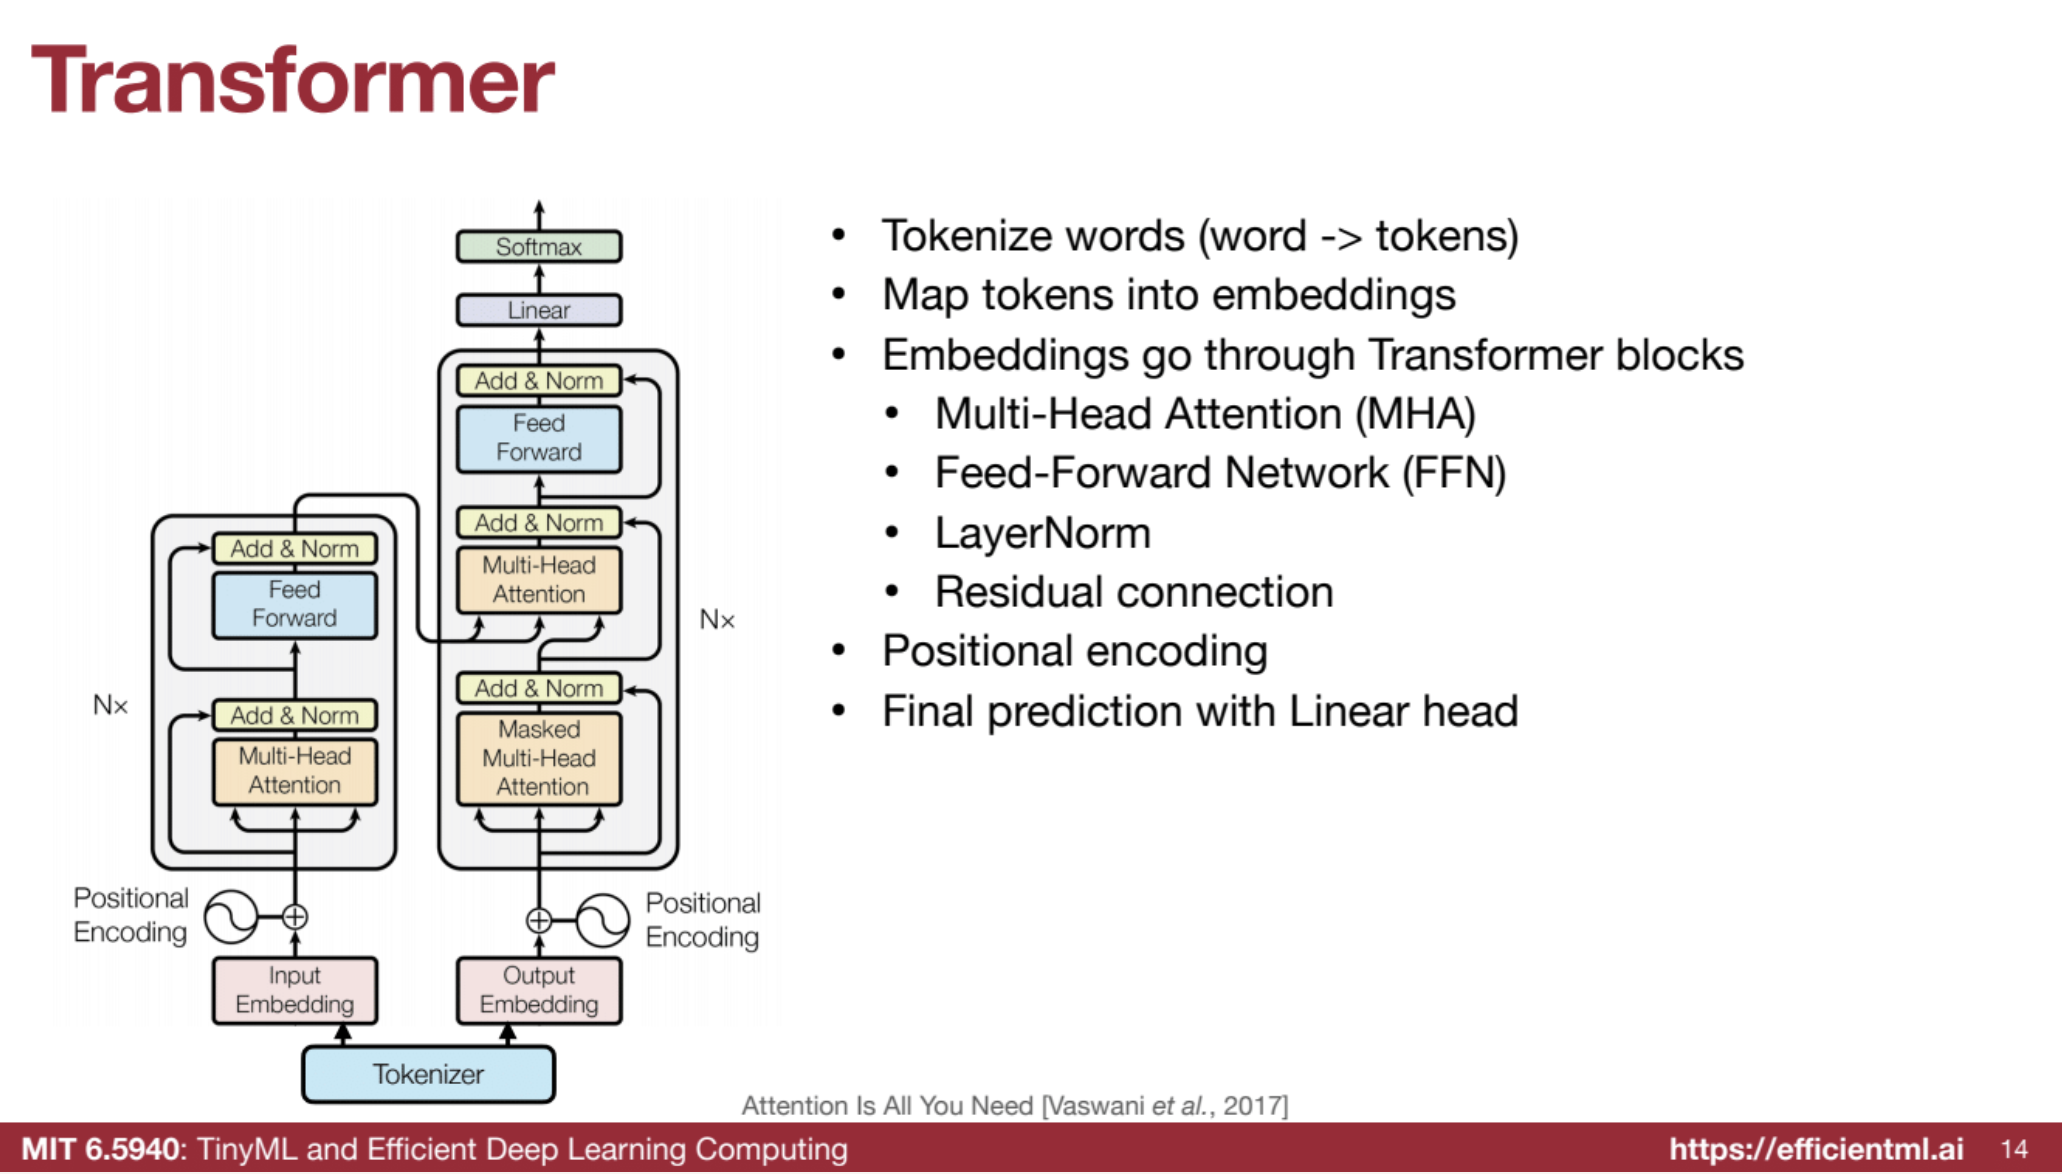 Transformer
Softmax
Linear
Add & Norm
Feed
Forward
Add & Norm
Multi-Head
Attention
Nx
Add & Norm
Masked
Multi-Head
Attention
Add & Norm
Feed
Forward
Nx
Add & Norm
Multi-Head
Attention
Positional
Encoding
Positional
Encoding
Input
Embedding
Output
Embedding
Tokenizer
• Tokenize words (word -> tokens)
• Map tokens into embeddings
• Embeddings go through Transformer blocks
• Multi-Head Attention (MHA)
• Feed-Forward Network (FFN)
• LayerNorm
• Residual connection
• Positional encoding
• Final prediction with Linear head
Attention Is All You Need [Vaswani et al., 2017]
MIT 6.5940: TinyML and Efficient Deep Learning Computing
https://efficientml.ai
14